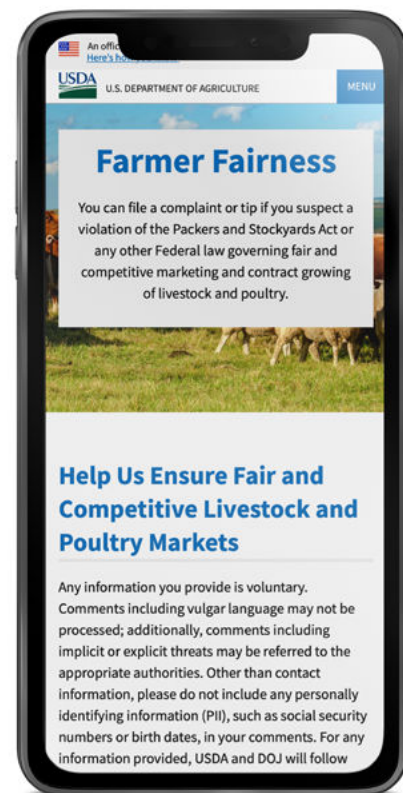 An offic
Here's how
USDA
U.S. DEPARTMENT OF AGRICULTURE
MENU
Farmer Fairness
You can file a complaint or tip if you suspect a
violation of the Packers and Stockyards Act or
any other Federal law governing fair and
competitive marketing and contract growing
of livestock and poultry.
Help Us Ensure Fair and
Competitive Livestock and
Poultry Markets
Any information you provide is voluntary.
Comments including vulgar language may not be
processed; additionally, comments including
implicit or explicit threats may be referred to the
appropriate authorities. Other than contact
information, please do not include any personally
identifying information (PII), such as social security
numbers or birth dates, in your comments. For any
information provided, USDA and DOJ will follow